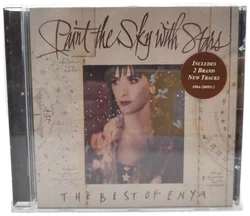 Paint the Sky with Stars
INCLUDES
2 BRAND
NEW TRACKS
THE BEST OF ENYA